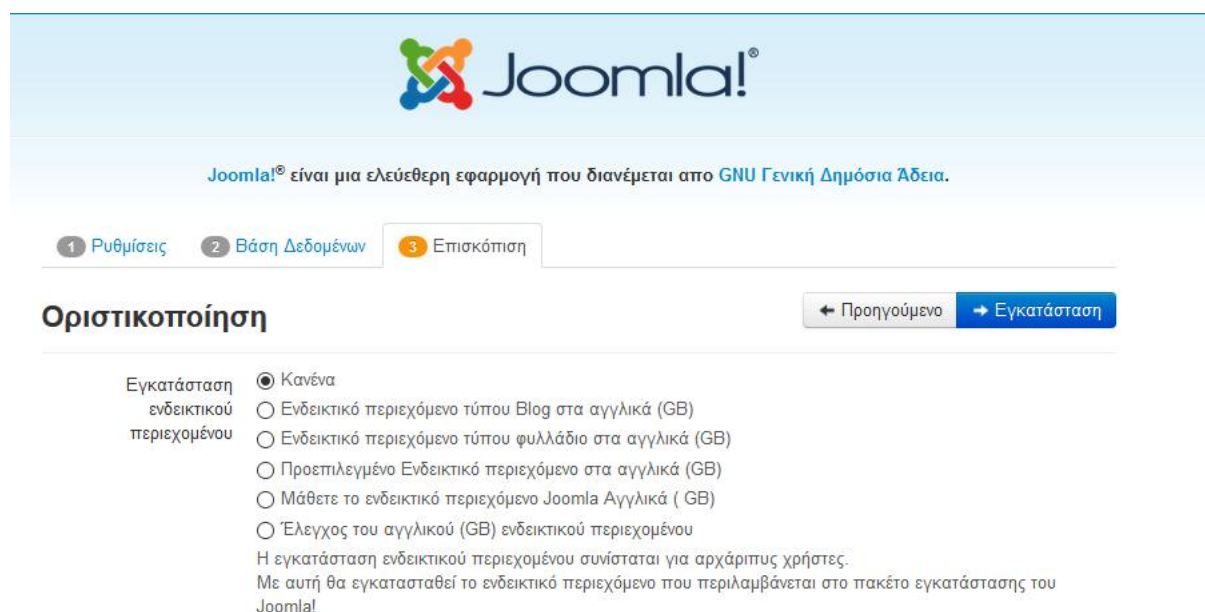 Joomla!®
Joomla!® είναι μια ελεύθερη εφαρμογή που διανέμεται απο GNU Γενική Δημόσια Άδεια.
1 Ρυθμίσεις 2 Βάση Δεδομένων 3 Επισκόπιση
Οριστικοποίηση
Προηγούμενο Εγκατάσταση
Εγκατάσταση ενδεικτικού περιεχομένου
Κανένα
Ενδεικτικό περιεχόμενο τύπου Blog στα αγγλικά (GB)
Ενδεικτικό περιεχόμενο τύπου φυλλάδιο στα αγγλικά (GB)
Προεπιλεγμένο Ενδεικτικό περιεχόμενο στα αγγλικά (GB)
Μάθετε το ενδεικτικό περιεχόμενο Joomla Αγγλικά ( GB)
Έλεγχος του αγγλικού (GB) ενδεικτικού περιεχομένου
Η εγκατάσταση ενδεικτικού περιεχομένου συνίσταται για αρχάριπυς χρήστες.
Με αυτή θα εγκατασταθεί το ενδεικτικό περιεχόμενο που περιλαμβάνεται στο πακέτο εγκατάστασης του
Joomla!